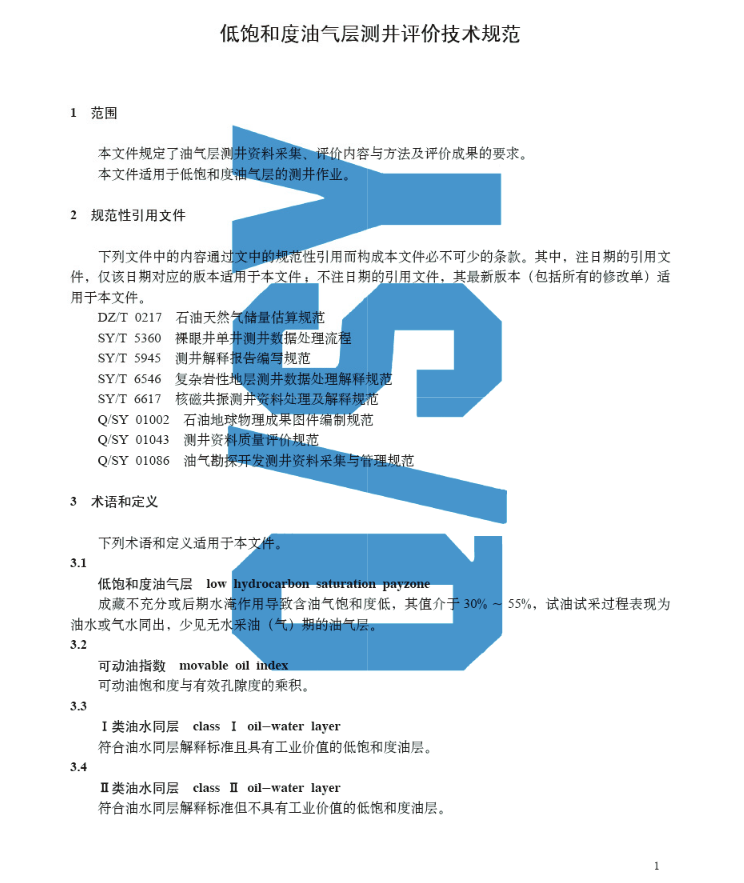 低饱和度油气层测井评价技术规范
1 范围
本文件规定了油气层测井资料采集、评价内容与方法及评价成果的要求。
本文件适用于低饱和度油气层的测井作业。
2 规范性引用文件
下列文件中的内容通过文中的规范性引用而构成本文件必不可少的条款。其中，注日期的引用文
件，仅该日期对应的版本适用于本文件；不注日期的引用文件，其最新版本（包括所有的修改单）适
用于本文件。
DZ/T 0217 石油天然气储量估算规范
SY/T 5360 裸眼井单井测井数据处理流程
SY/T 5945 测井解释报告编写规范
SY/T 6546 复杂岩性地层测井数据处理解释规范
SY/T 6617 核磁共振测井资料处理及解释规范
Q/SY 01002 石油地球物理成果图件编制规范
Q/SY 01043 测井资料质量评价规范
Q/SY 01086 油气勘探开发测井资料采集与管理规范
3 术语和定义
下列术语和定义适用于本文件。
3.1
低饱和度油气层 low hydrocarbon saturation payzone
成藏不充分或后期水淹作用导致含油气饱和度低，其值介于 30% ~ 55%，试油试采过程表现为
油水或气水同出，少见无水采油（气）期的油气层。
3.2
可动油指数 movable oil index
可动油饱和度与有效孔隙度的乘积。
3.3
Ⅰ类油水同层 class Ⅰ oil−water layer
符合油水同层解释标准且具有工业价值的低饱和度油层。
3.4
Ⅱ类油水同层 class Ⅱ oil−water layer
符合油水同层解释标准但不具有工业价值的低饱和度油层。
Q/SY
1